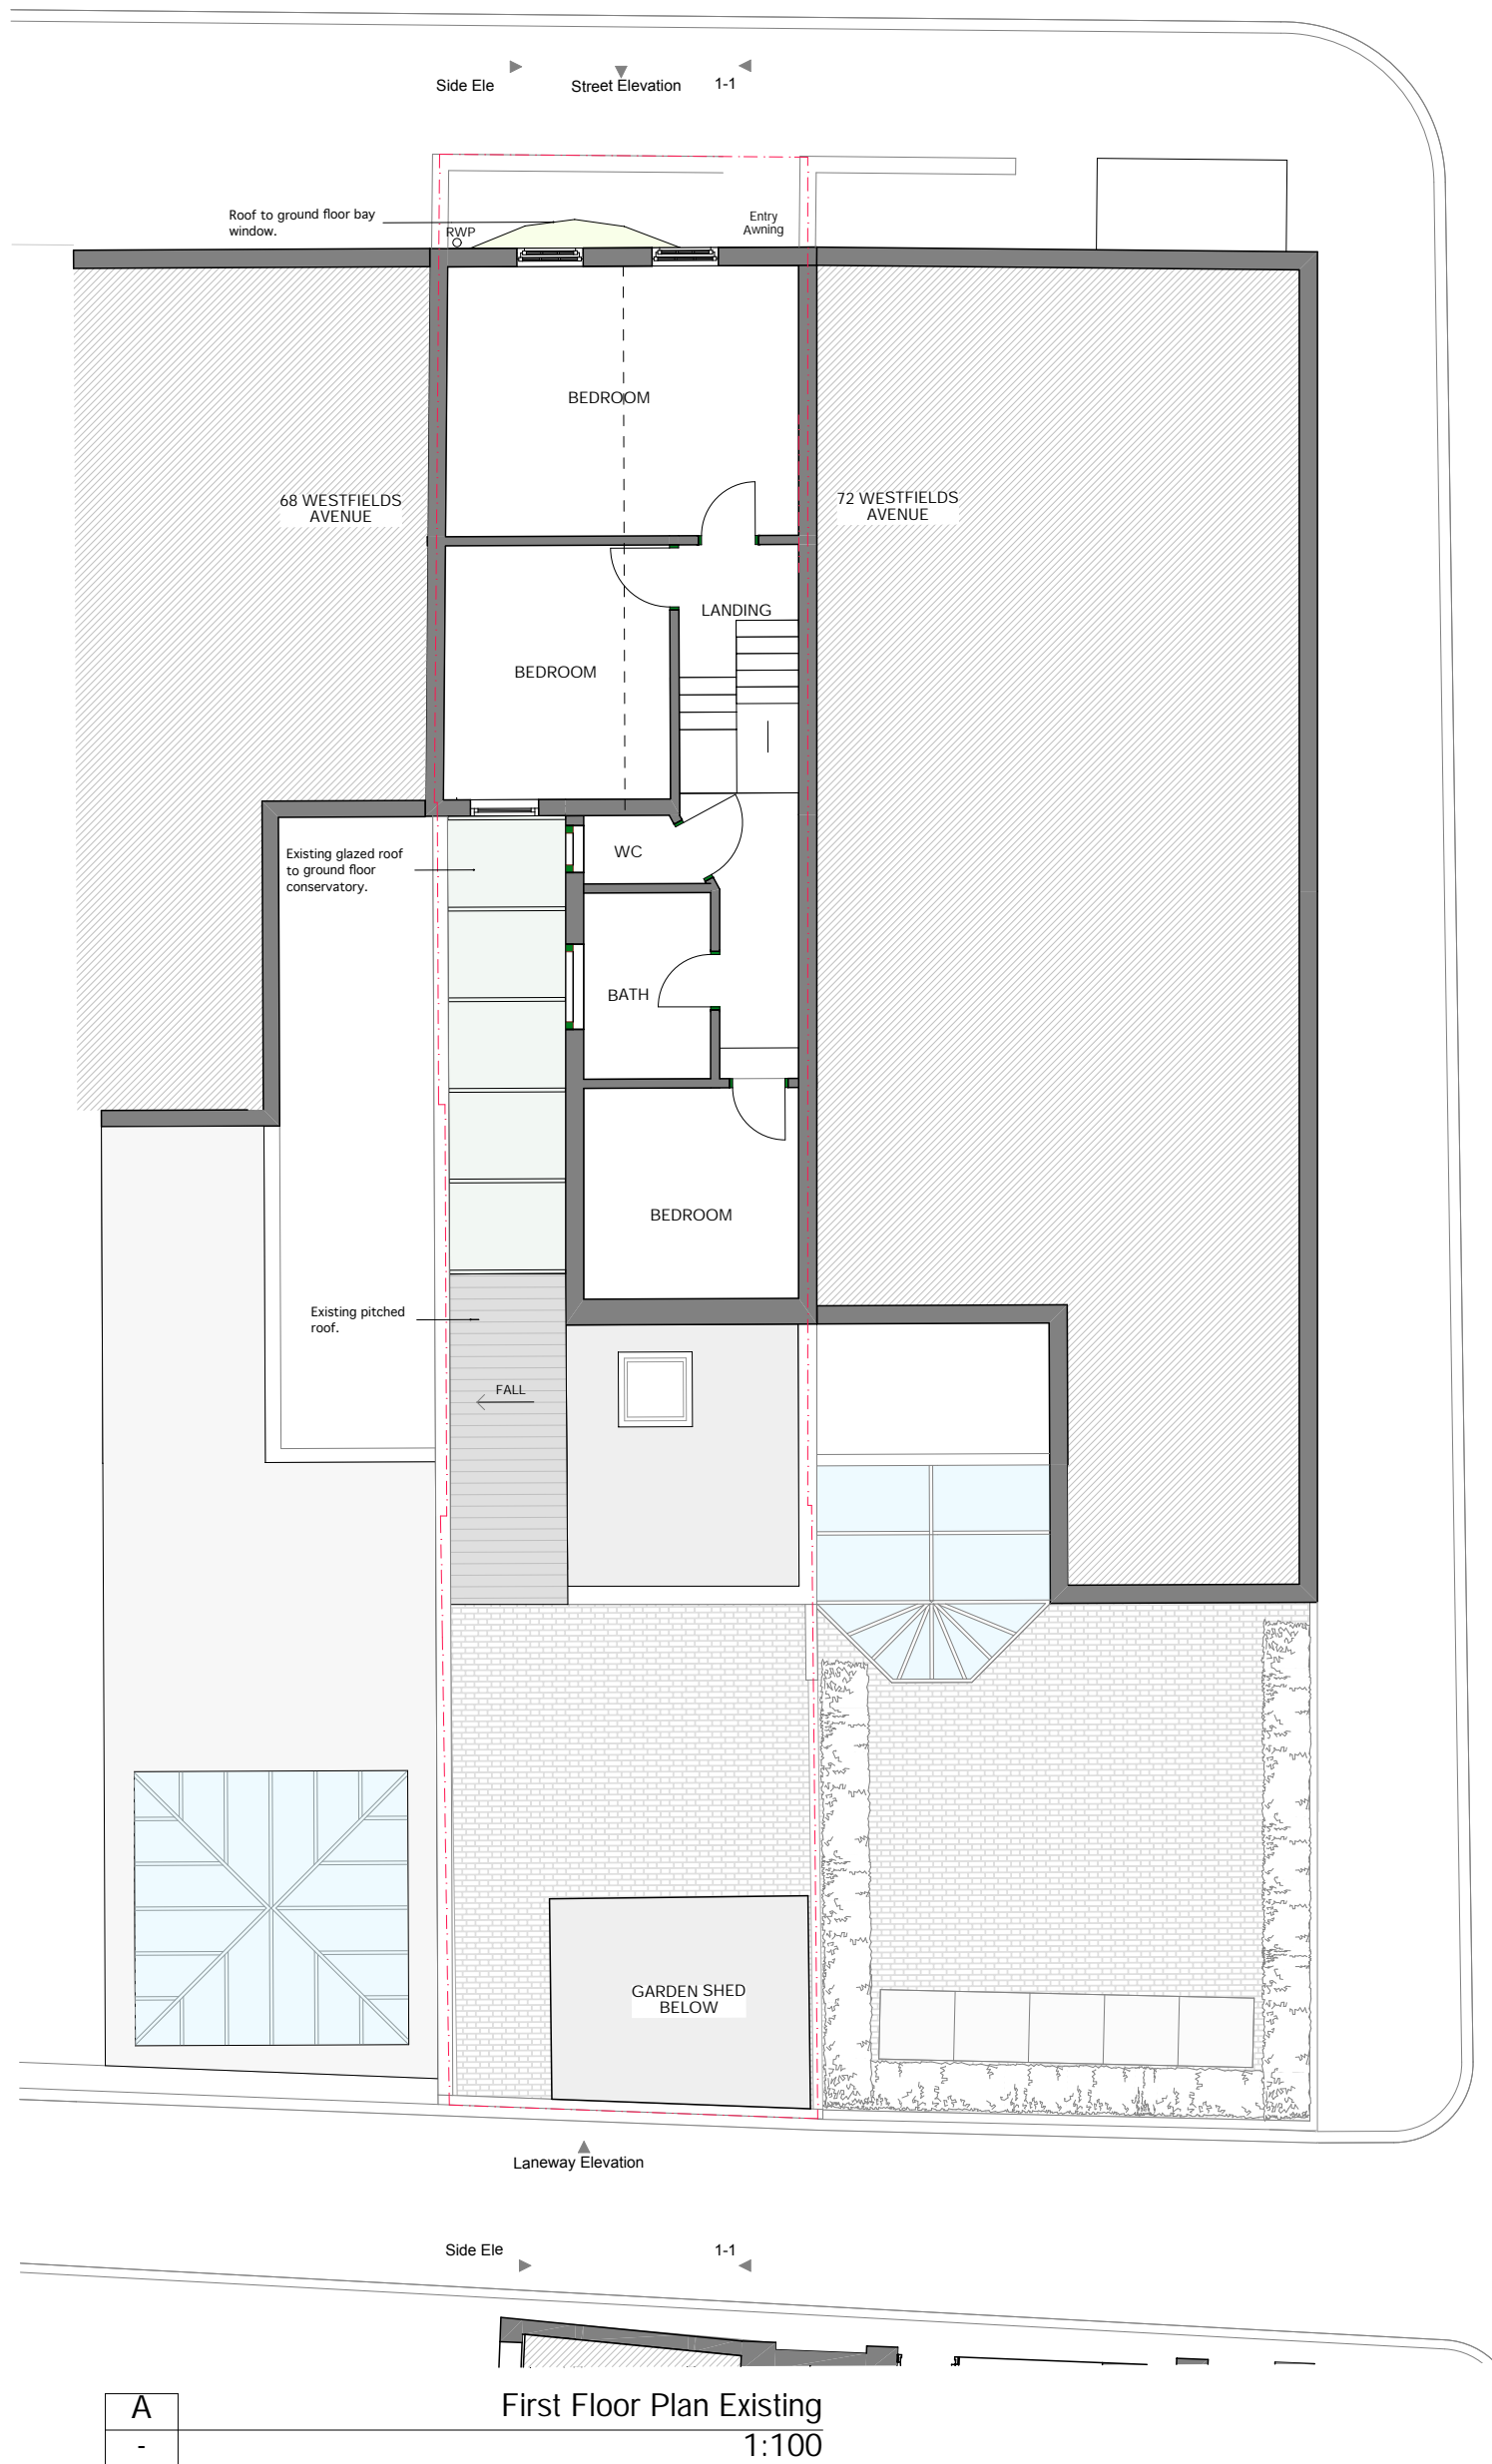 Side Ele
Street Elevation
1-1
Roof to ground floor bay
window.
RWP
Entry
Awning
BEDROOM
68 WESTFIELDS
AVENUE
72 WESTFIELDS
AVENUE
LANDING
BEDROOM
Existing glazed roof
to ground floor
conservatory.
WC
BATH
BEDROOM
Existing pitched
roof.
FALL
GARDEN SHED
BELOW
Laneway Elevation
Side Ele
1-1
A
First Floor Plan Existing
-
1:100